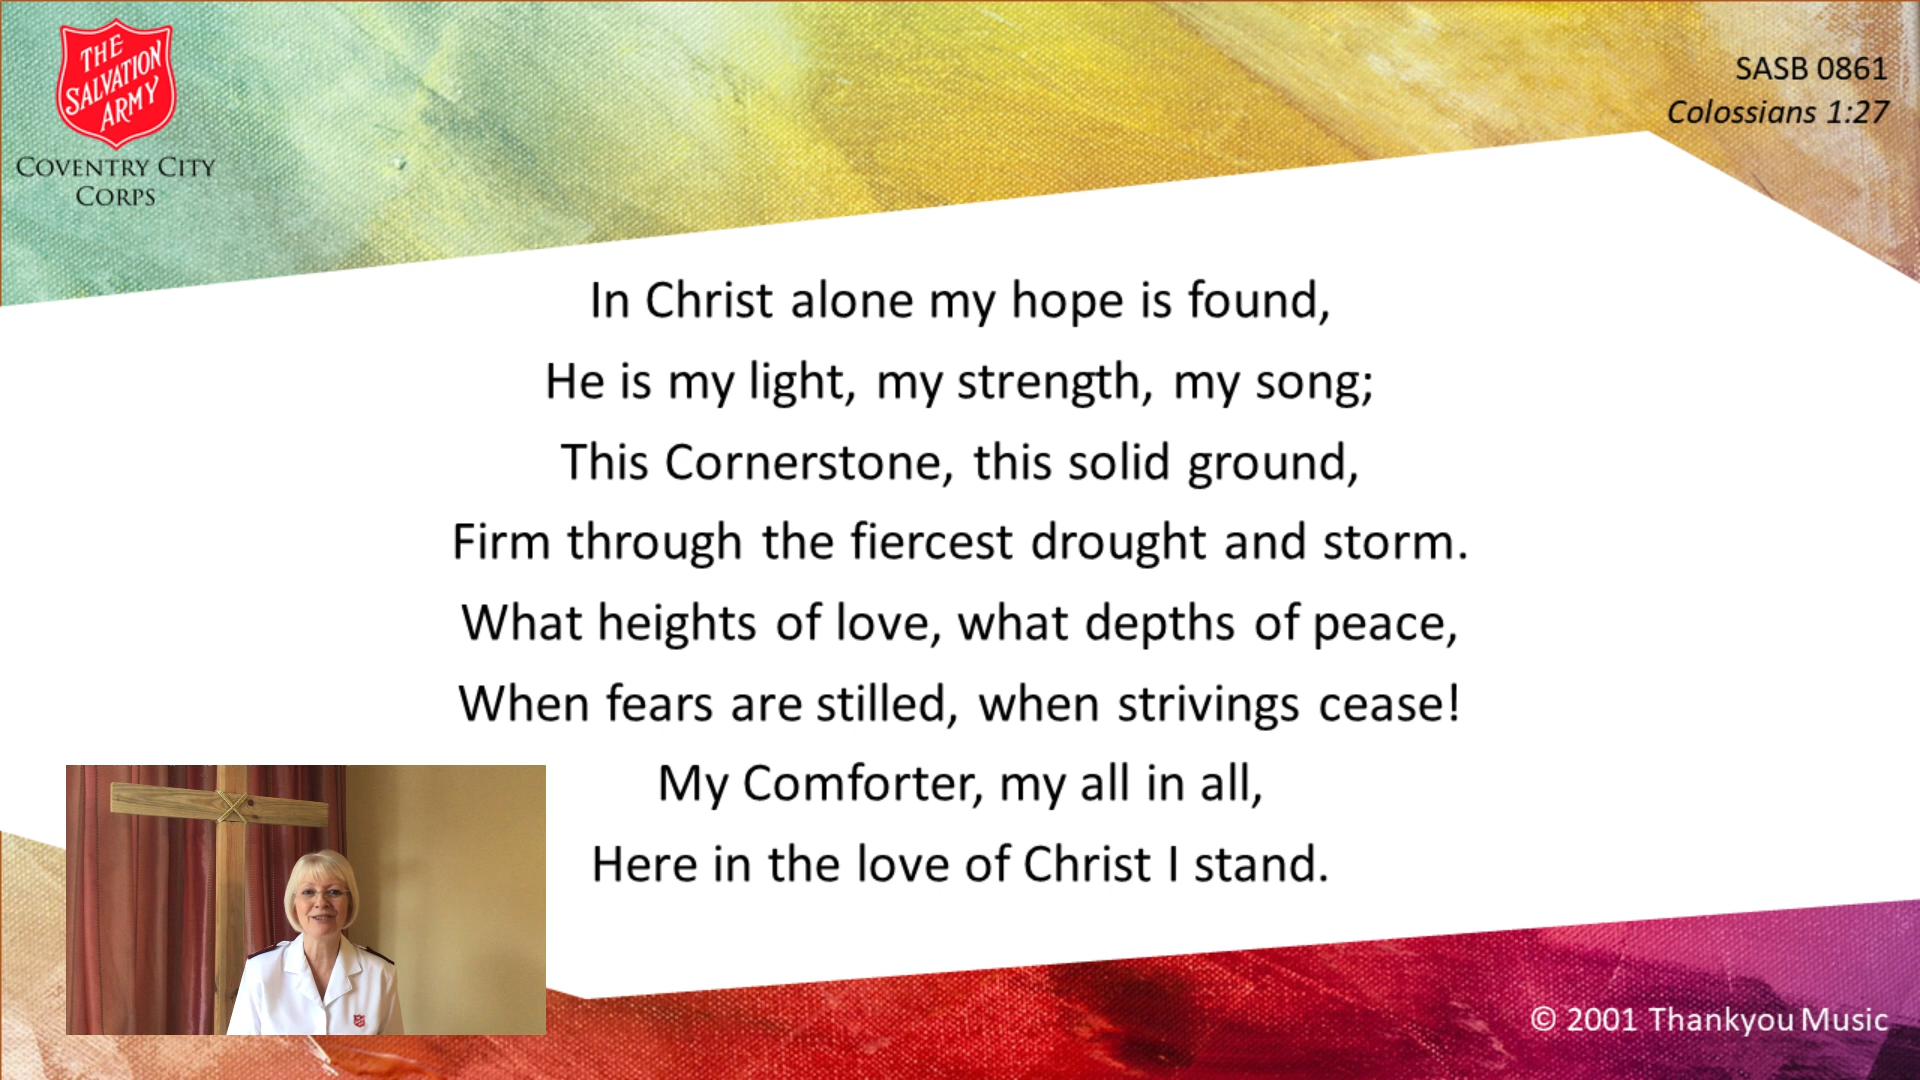 THE
SALVATION
ARMY
COVENTRY CITY
CORPS
SASB 0861
Colossians 1:27
In Christ alone my hope is found,
He is my light, my strength, my song;
This Cornerstone, this solid ground,
Firm through the fiercest drought and storm.
What heights of love, what depths of peace,
When fears are stilled, when strivings cease!
My Comforter, my all in all,
Here in the love of Christ I stand.
© 2001 Thankyou Music